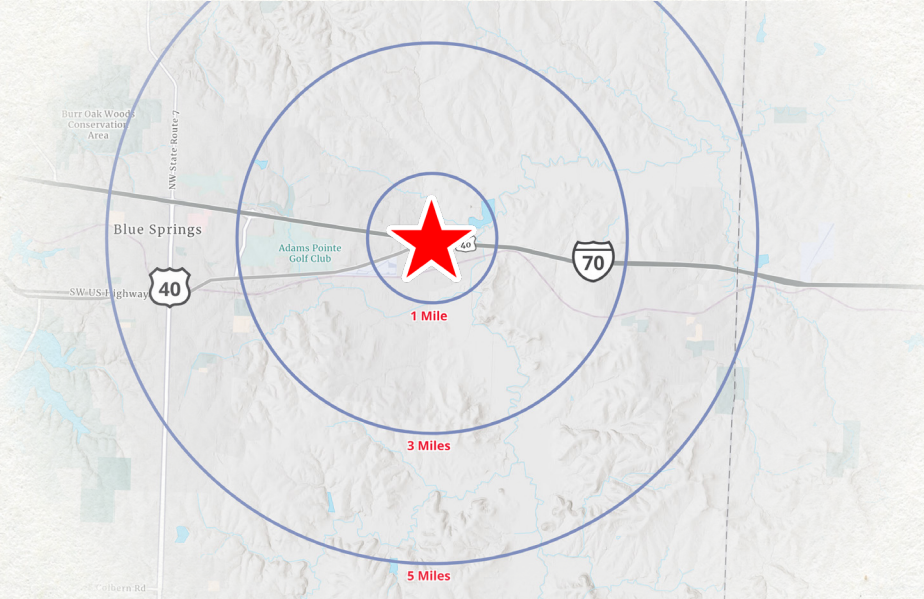 Burr Oak Woods
Conservation
Area
NW State Route 7
Blue Springs
Adams Pointe
Golf Club
40
70
SW US Highway
40
1 Mile
3 Miles
5 Miles
Colbern Rd